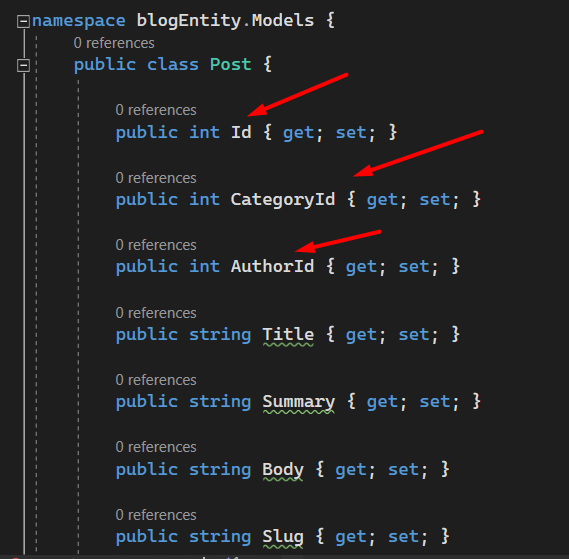 namespace blogEntity.Models {
0 references
public class Post {
0 references
public int Id { get; set; }
0 references
public int CategoryId { get; set; }
0 references
public int AuthorId { get; set; }
0 references
public string Title { get; set; }
0 references
public string Summary { get; set; }
0 references
public string Body { get; set; }
0 references
public string Slug { get; set; }